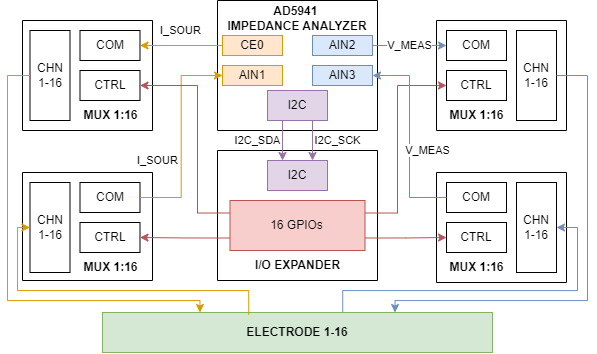 AD5941
IMPEDANCE ANALYZER
I_SOUR
CHN
1-16
COM
CTRL
MUX 1:16
CE0
AIN2
AIN1
AIN3
I2C
V_MEAS
COM
CTRL
MUX 1:16
CHN
1-16
I2C_SDA
I2C_SCK
I_SOUR
V_MEAS
CHN
1-16
COM
CTRL
MUX 1:16
I2C
16 GPIOs
I/O EXPANDER
COM
CTRL
MUX 1:16
CHN
1-16
ELECTRODE 1-16